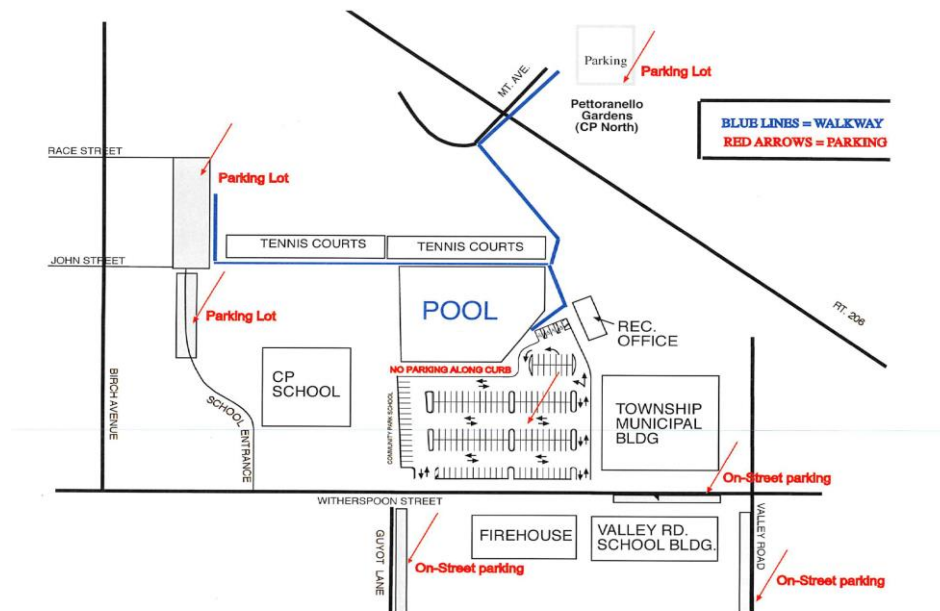 MT. AVE.
Parking
Parking Lot
Pettoranello
Gardens
(CP North)
BLUE LINES = WALKWAY
RED ARROWS = PARKING
RACE STREET
Parking Lot
TENNIS COURTS
TENNIS COURTS
JOHN STREET
Parking Lot
POOL
REC.
OFFICE
RT. 206
NO PARKING ALONG CURB
CP
SCHOOL
BIRCH AVENUE
SCHOOL ENTRANCE
COMMUNITY PARK SCHOOL
TOWNSHIP
MUNICIPAL
BLDG
On-Street parking
WITHERSPOON STREET
GUYOT LANE
FIREHOUSE
VALLEY RD.
SCHOOL BLDG.
VALLEY ROAD
On-Street parking
On-Street parking